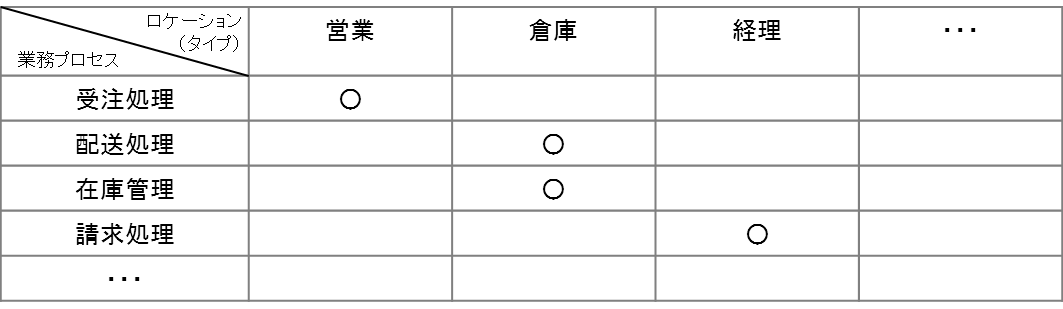 ロケーション
（タイプ）
業務プロセス
営業 倉庫 経理 ･･･
受注処理 ○
配送処理 ○
在庫管理 ○
請求処理 ○
･･･